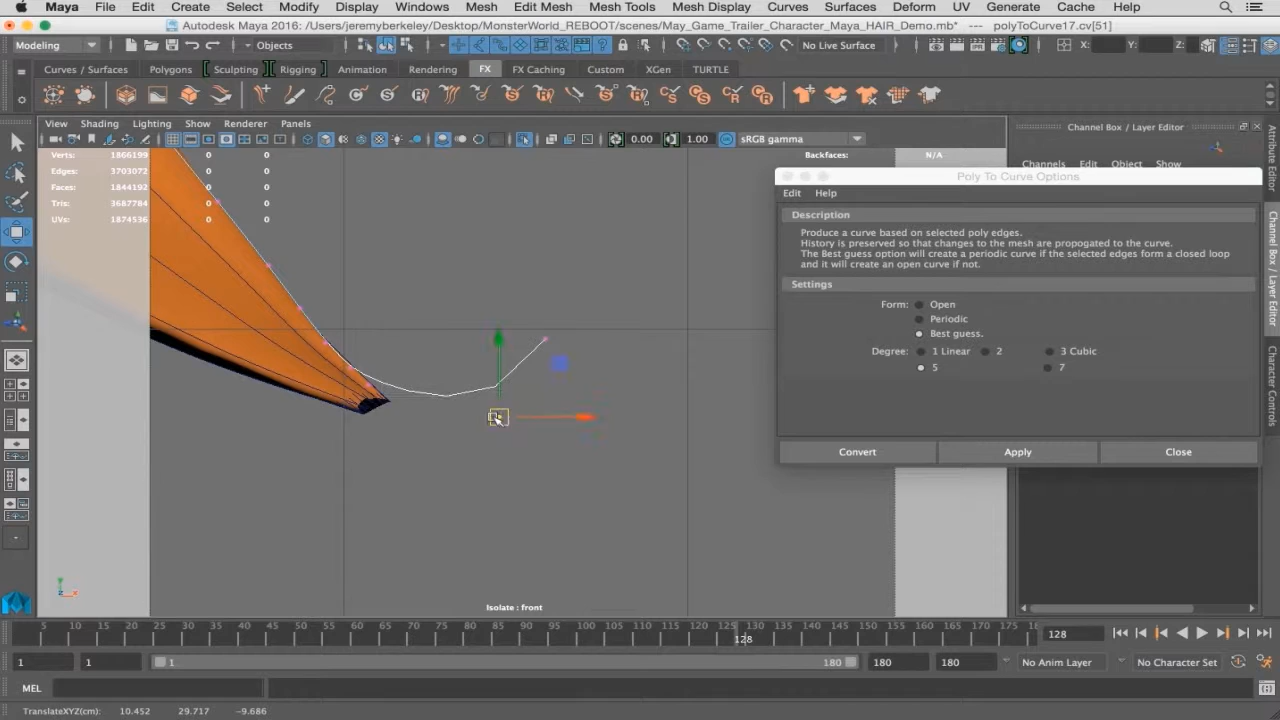 Maya File Edit Create Select Modify Display Windows Mesh Edit Mesh Mesh Tools Mesh Display Curves Surfaces Deform UV Generate Cache Help
Autodesk Maya 2016: /Users/jeremyberkeley/Desktop/MonsterWorld_REBOOT/scenes/May_Game_Trailer_Character_Maya_HAIR_Demo.mb* --- polyToCurve17.cv[51]
Modeling Objects No Live Surface X: Y: Z:
Curves / Surfaces Polygons Sculpting Rigging Animation Rendering FX FX Caching Custom XGen TURTLE
View Shading Lighting Show Renderer Panels
0.00 1.00 sRGB gamma
Channel Box / Layer Editor
Channels Edit Object Show
Verts: 1866199 0 0
Edges: 3703072 0 0
Faces: 1844192 0 0
Tris: 3687784 0 0
UVs: 1874536 0 0
Backfaces: N/A
Poly To Curve Options
Edit Help
Description
Produce a curve based on selected poly edges.
History is preserved so that changes to the mesh are propogated to the curve.
The Best guess option will create a periodic curve if the selected edges form a closed loop
and it will create an open curve if not.
Settings
Form: Open
Periodic
Best guess.
Degree: 1 Linear 2 3 Cubic
5 7
Convert Apply Close
Attribute Editor
Channel Box / Layer Editor
Character Controls
Isolate : front
5 10 15 20 25 30 35 40 45 50 55 60 65 70 75 80 85 90 95 100 105 110 115 120 125 128 130 135 140 145 150 155 160 165 170 175 18
128
1 1 1 180 180 180 No Anim Layer No Character Set
MEL
TranslateXYZ(cm): 10.452 29.717 -9.686